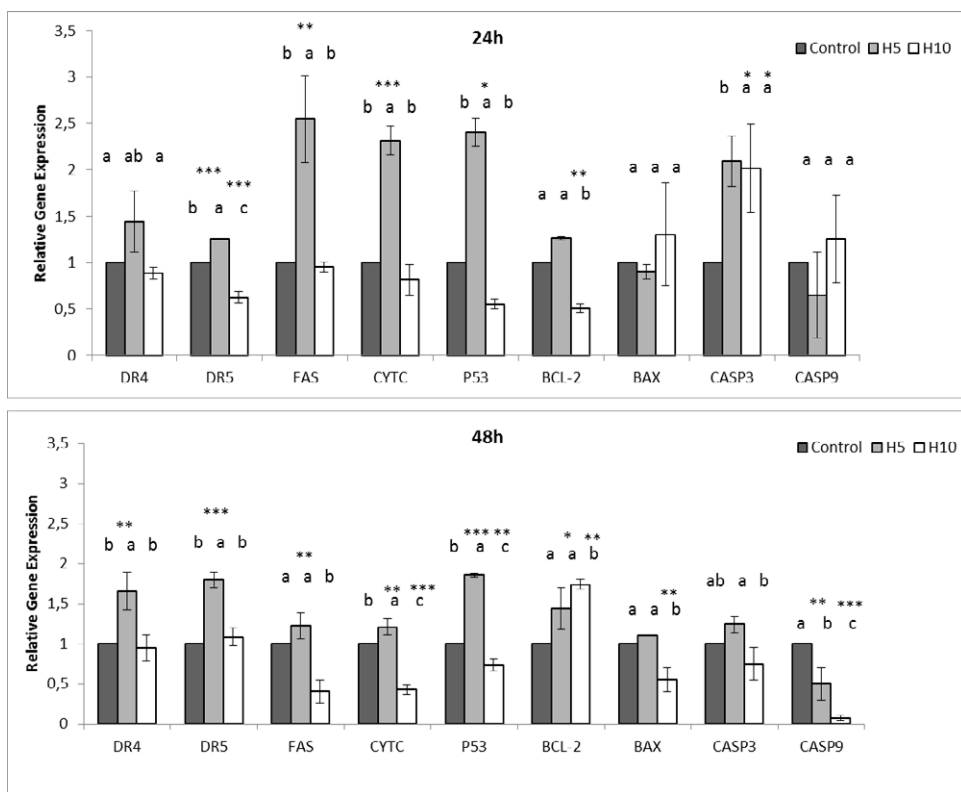 24h
Control H5 H10
Relative Gene Expression
3,5
3
2,5
2
1,5
1
0,5
0
a ab a
*** ***
b a c
**
b a b
***
b a b
*
b a b
**
a a b
a a a
* *
b a a
a a a
DR4 DR5 FAS CYTC P53 BCL-2 BAX CASP3 CASP9
48h
Control H5 H10
Relative Gene Expression
3,5
3
2,5
2
1,5
1
0,5
0
**
b a b
***
b a b
**
a a b
** ***
b a c
*** **
b a c
* **
a a b
**
a a b
ab a b
** ***
a b c
DR4 DR5 FAS CYTC P53 BCL-2 BAX CASP3 CASP9